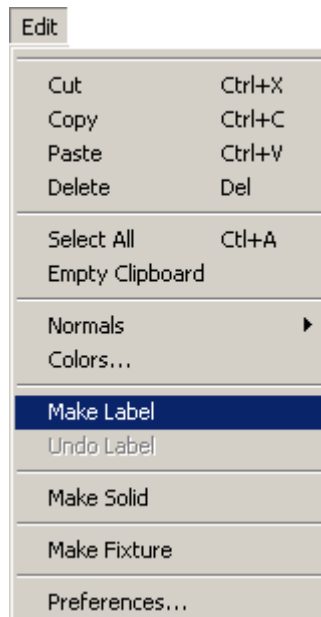 Edit
Cut Ctrl+X
Copy Ctrl+C
Paste Ctrl+V
Delete Del
Select All Ctl+A
Empty Clipboard
Normals
Colors...
Make Label
Undo Label
Make Solid
Make Fixture
Preferences...